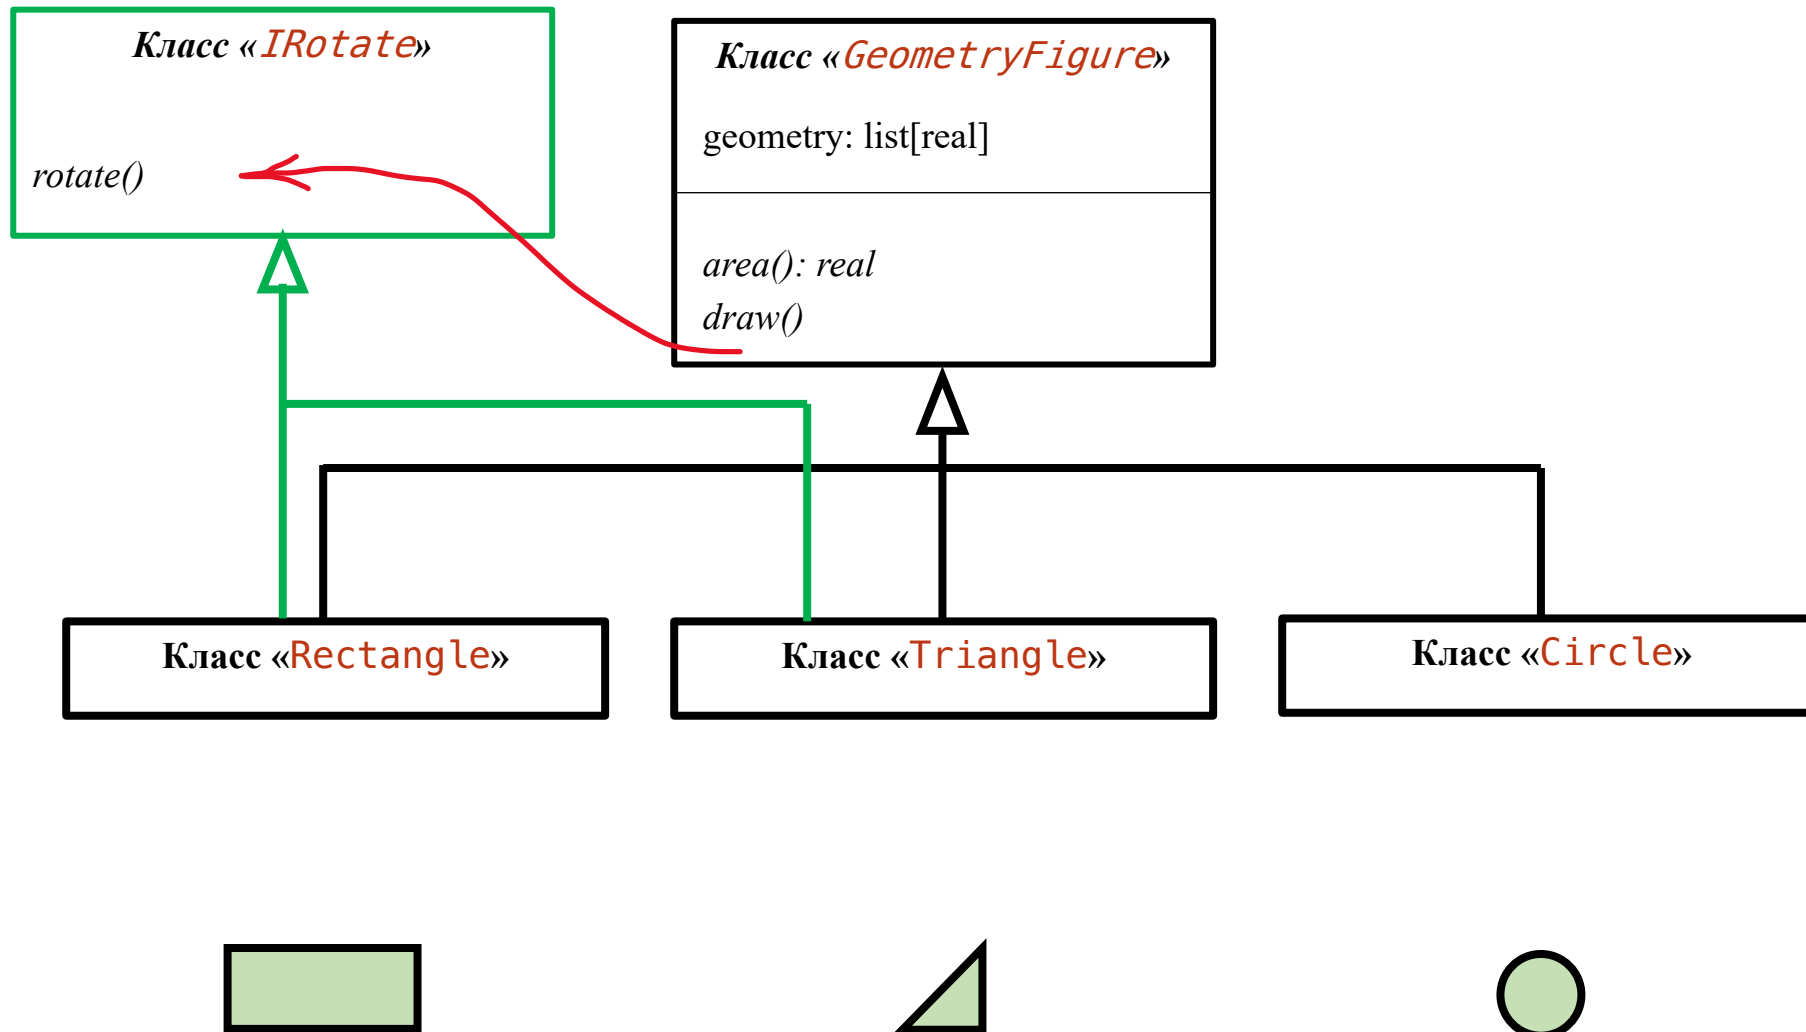 Класс «IRotate»
rotate()
Класс «GeometryFigure»
geometry: list[real]
area(): real
draw()
Класс «Rectangle»
Класс «Triangle»
Класс «Circle»